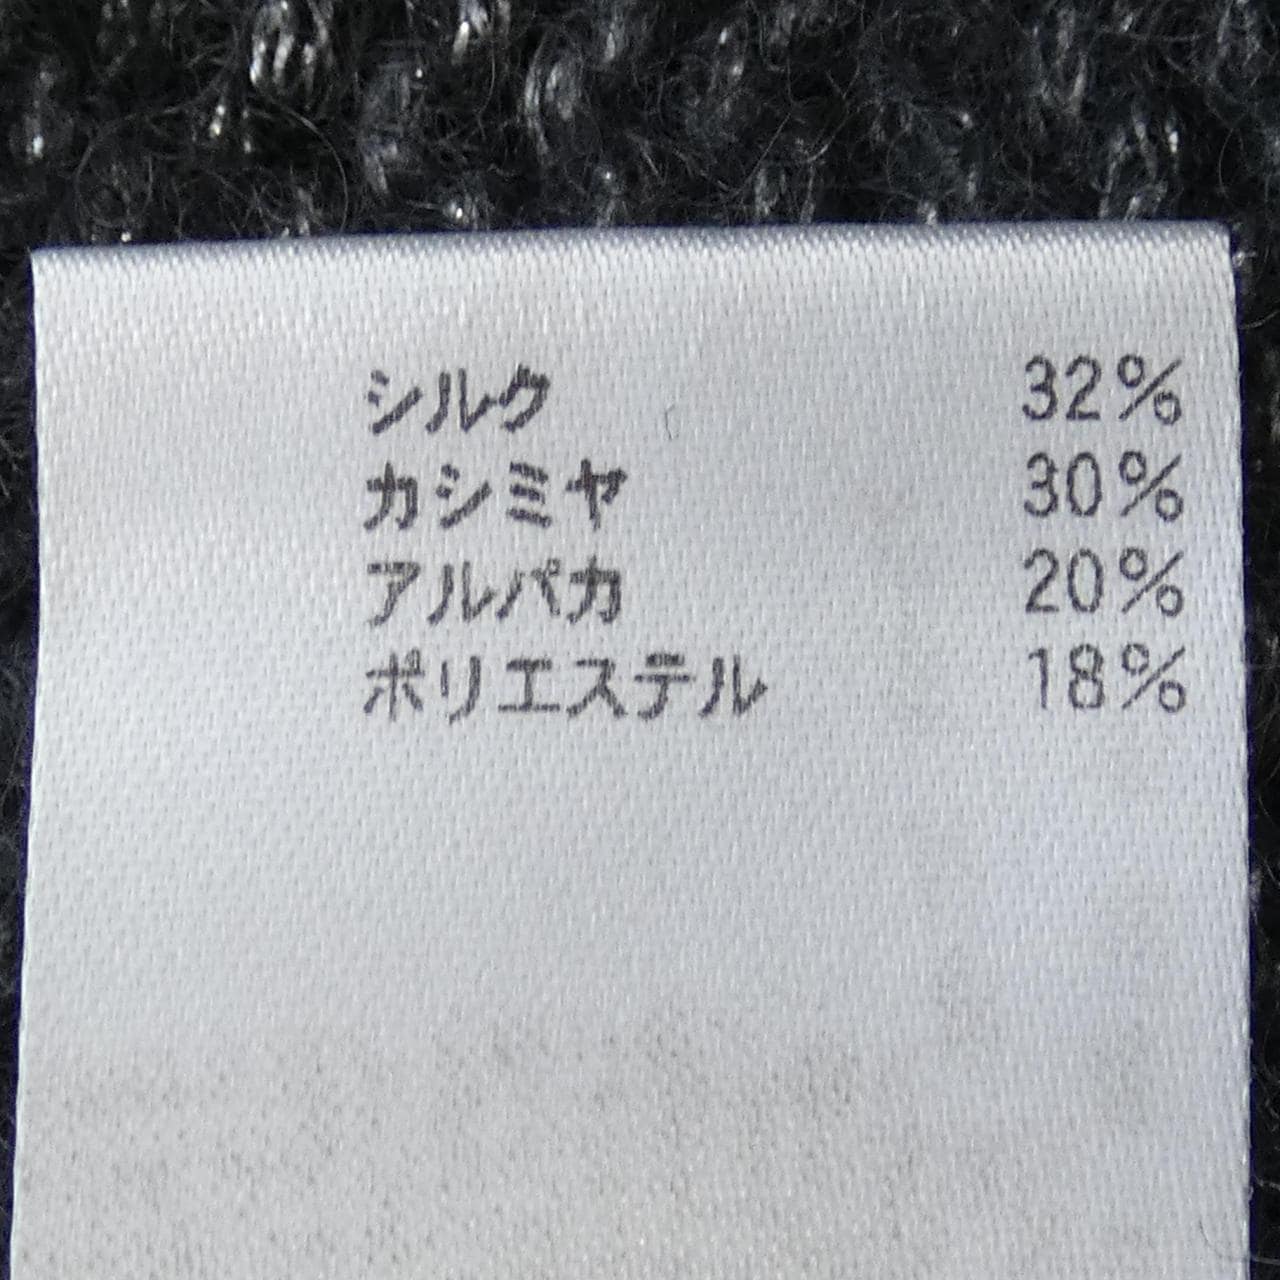 シルク 32%
カシミヤ 30%
アルパカ 20%
ポリエステル 18%